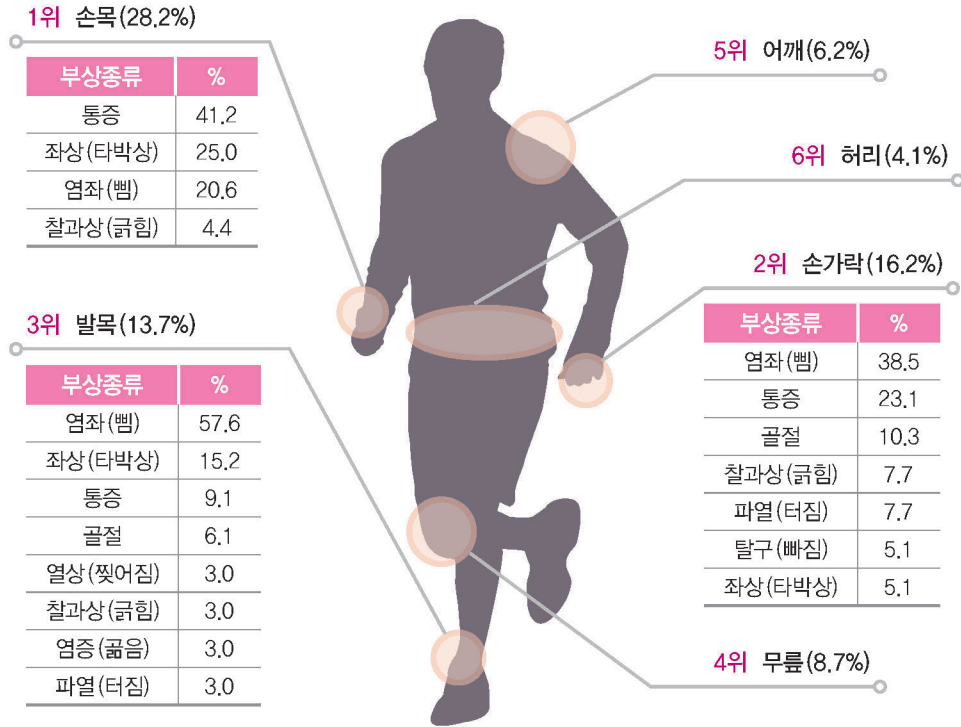 1위 손목(28.2%)
부상종류 %
통증 41.2
좌상(타박상) 25.0
염좌(삠) 20.6
찰과상(긁힘) 4.4
3위 발목(13.7%)
부상종류 %
염좌(삠) 57.6
좌상(타박상) 15.2
통증 9.1
골절 6.1
열상(찢어짐) 3.0
찰과상(긁힘) 3.0
염증(곪음) 3.0
파열(터짐) 3.0
5위 어깨(6.2%)
6위 허리(4.1%)
2위 손가락(16.2%)
부상종류 %
염좌(삠) 38.5
통증 23.1
골절 10.3
찰과상(긁힘) 7.7
파열(터짐) 7.7
탈구(빠짐) 5.1
좌상(타박상) 5.1
4위 무릎(8.7%)